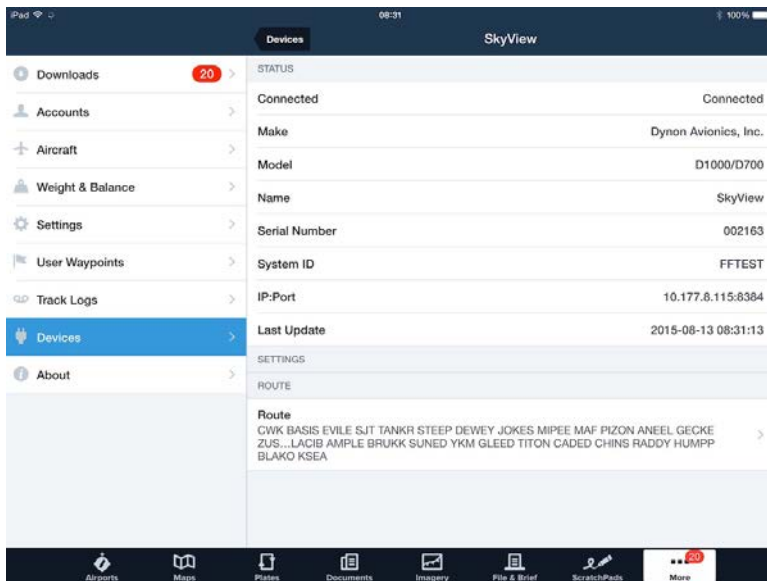 iPad 08:31 100%
Devices SkyView
Downloads 20
Accounts
Aircraft
Weight & Balance
Settings
User Waypoints
Track Logs
Devices
About
STATUS
Connected Connected
Make Dynon Avionics, Inc.
Model D1000/D700
Name SkyView
Serial Number 002163
System ID FFTEST
IP:Port 10.177.8.115:8384
Last Update 2015-08-13 08:31:13
SETTINGS
ROUTE
Route
CWK BASIS EVILE SJT TANKR STEEP DEWEY JOKES MIPEE MAF PIZON ANEEL GECKE
ZUS...LACIB AMPLE BRUKK SUNED YKM GLEED TITON CADED CHINS RADDY HUMPP
BLAKO KSEA
Airports Maps Plates Documents Imagery File & Brief ScratchPads More 20